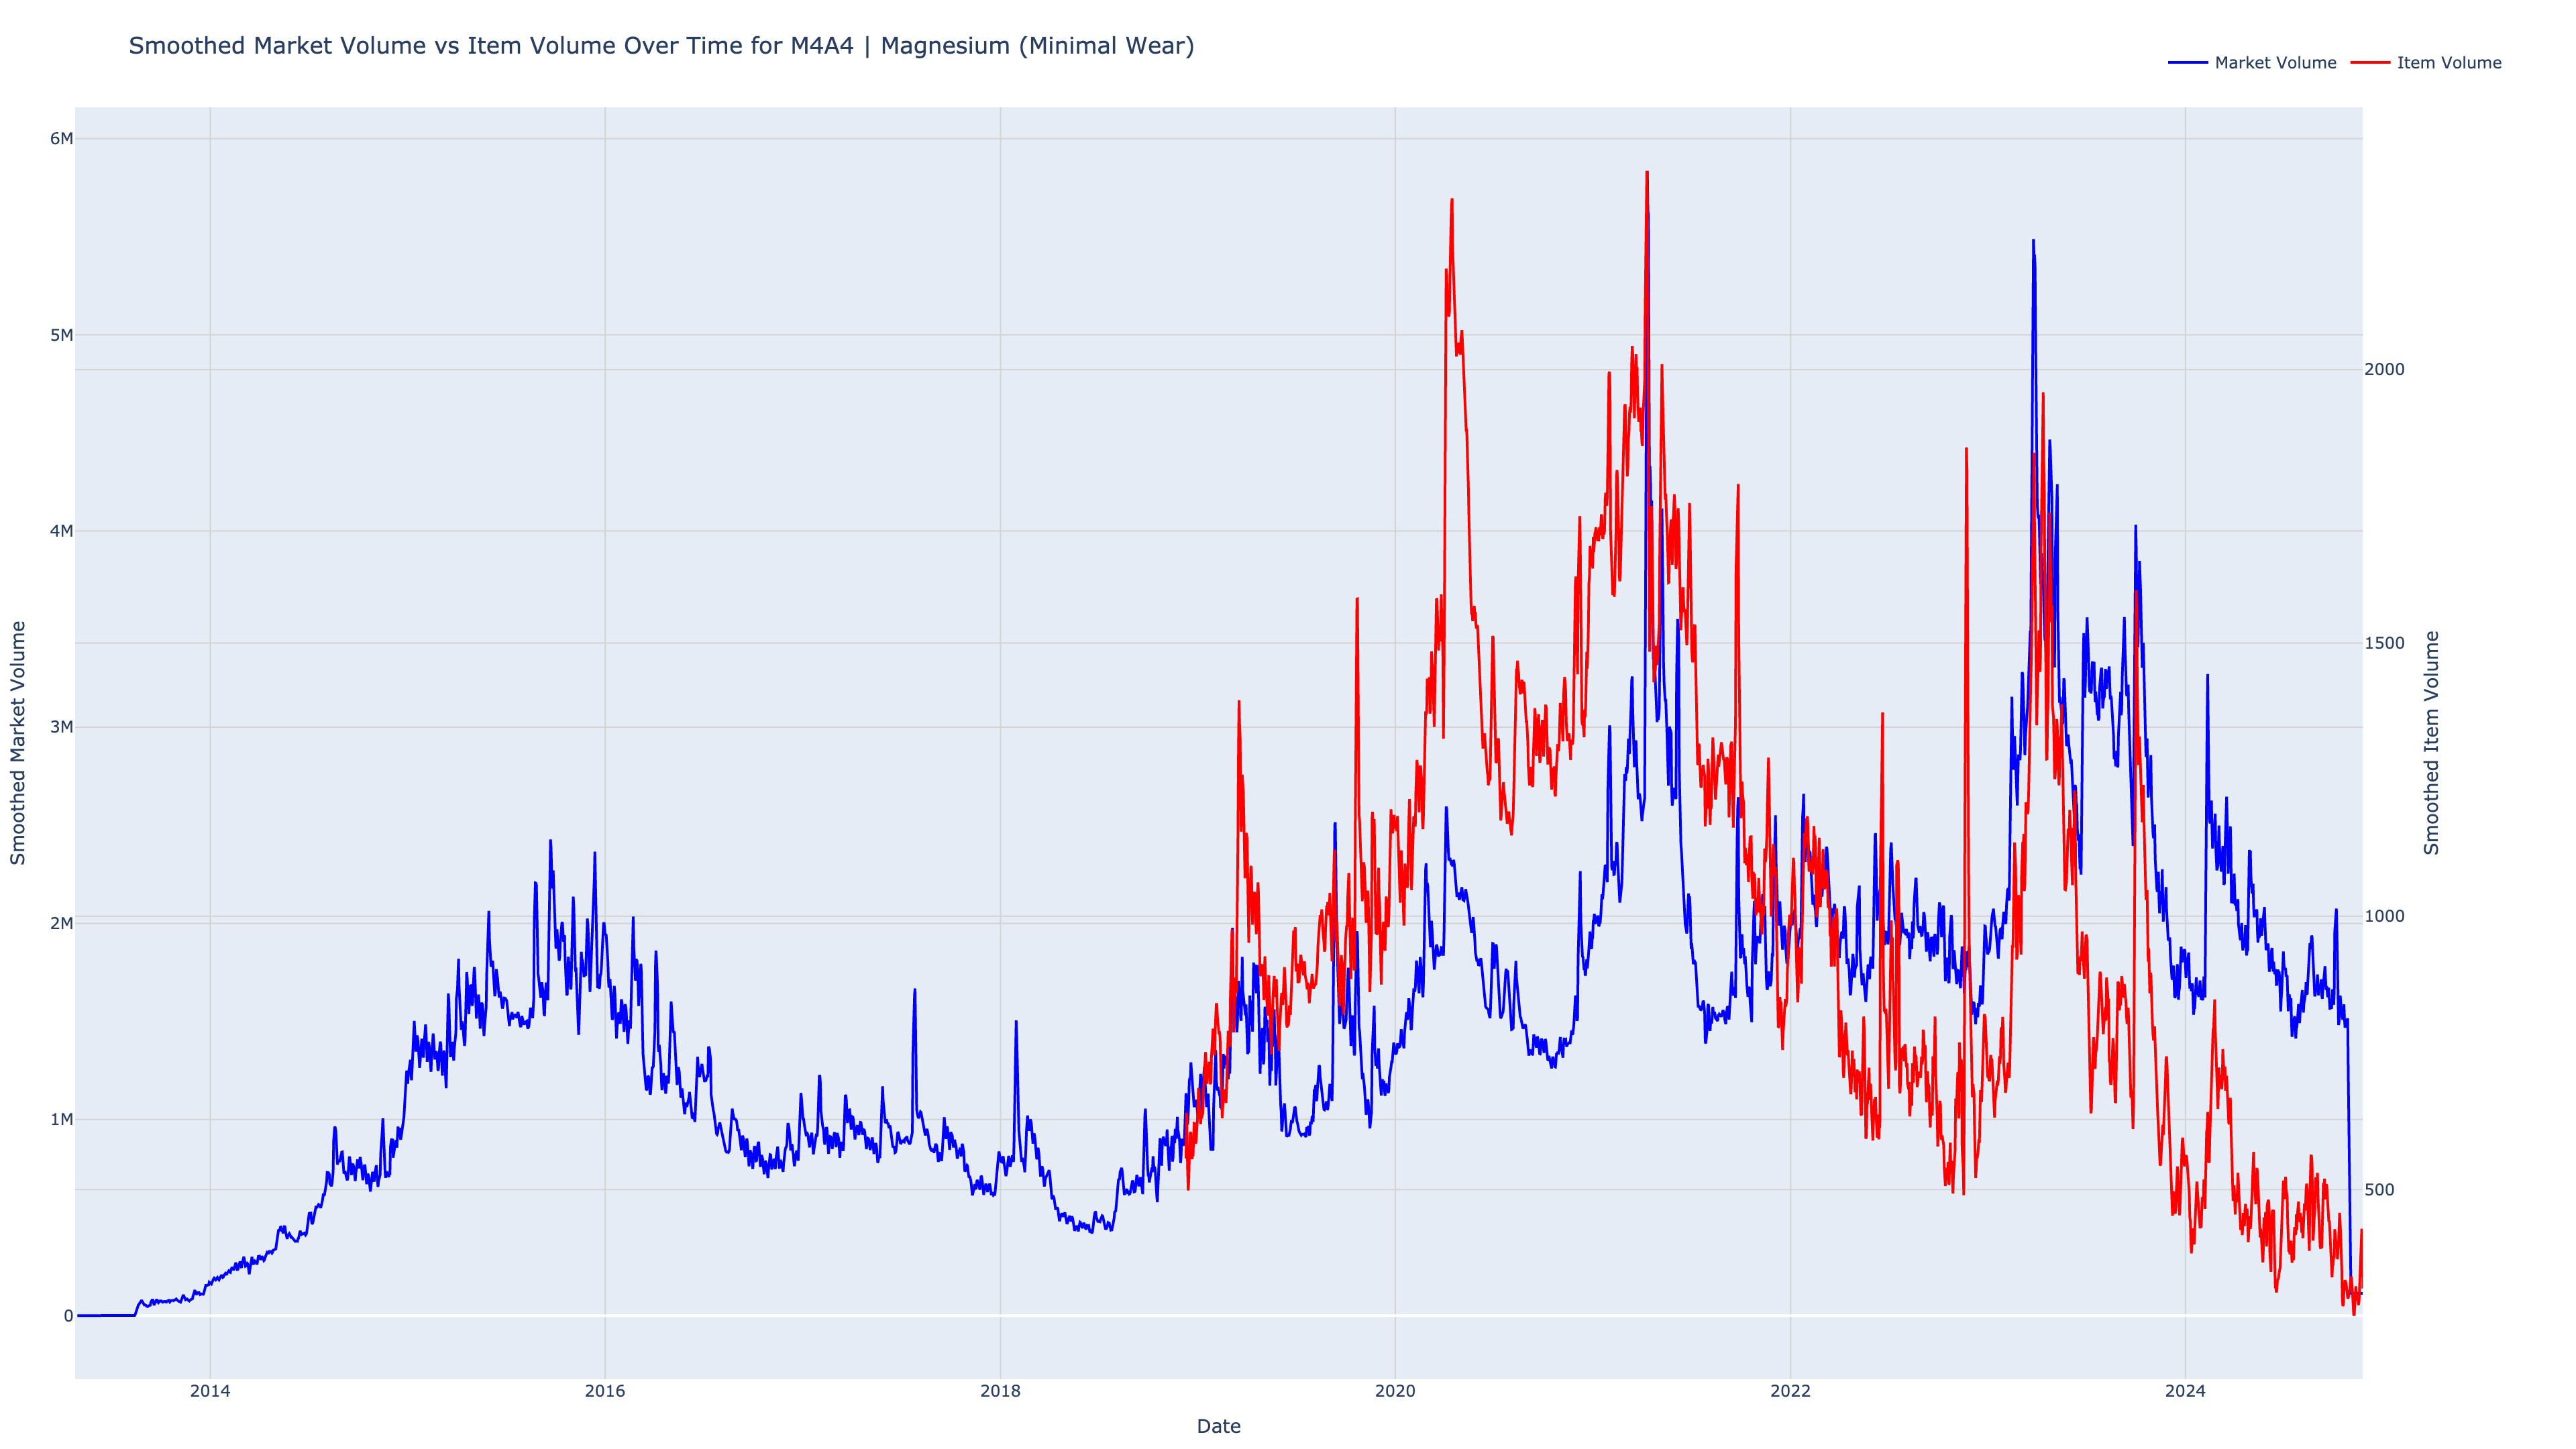 Smoothed Market Volume vs Item Volume Over Time for M4A4 | Magnesium (Minimal Wear)
Market Volume
Item Volume
6M
5M
4M
3M
2M
1M
0
Smoothed Market Volume
2000
1500
1000
500
Smoothed Item Volume
2014
2016
2018
2020
2022
2024
Date